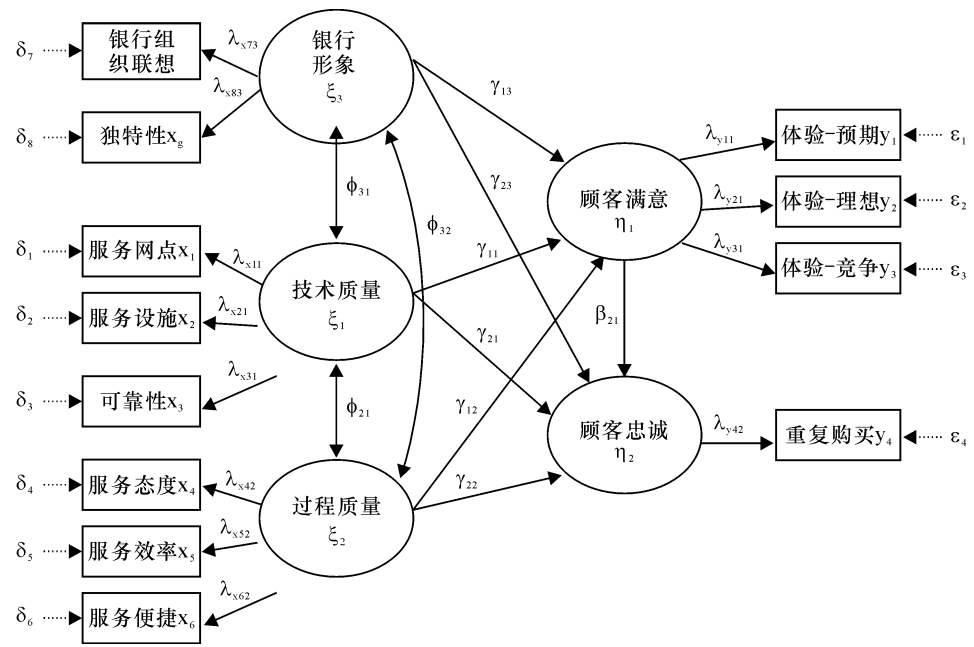 δ₇
银行组
织联想
λx73
银行
形象
ξ₃
δ₈
独特性xg
λx83
ϕ₃₁
ϕ₃₂
γ₁₃
γ₂₃
δ₁
服务网点x₁
λx11
技术质量
ξ₁
δ₂
服务设施x₂
λx21
δ₃
可靠性x₃
λx31
γ₁₁
γ₂₁
ϕ₂₁
γ₁₂
γ₂₂
δ₄
服务态度x₄
λx42
过程质量
ξ₂
δ₅
服务效率x₅
λx52
δ₆
服务便捷x₆
λx62
顾客满意
η₁
β₂₁
顾客忠诚
η₂
λy11
体验-预期y₁
ε₁
λy21
体验-理想y₂
ε₂
λy31
体验-竞争y₃
ε₃
λy42
重复购买y₄
ε₄